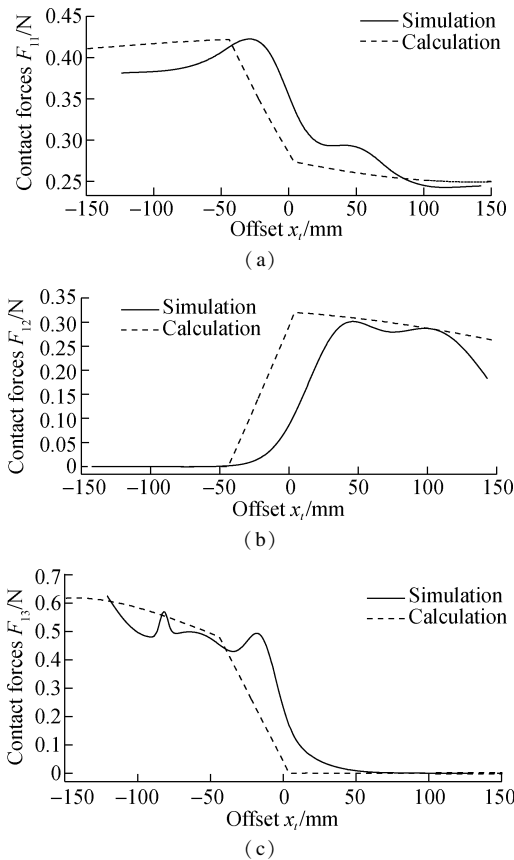 Contact forces F11/N
0.45
0.40
0.35
0.30
0.25
Simulation
Calculation
−150 −100 −50 0 50 100 150
Offset xt/mm
(a)
Contact forces F12/N
0.35
0.30
0.25
0.20
0.15
0.10
0.05
0
Simulation
Calculation
−150 −100 −50 0 50 100 150
Offset xt/mm
(b)
Contact forces F13/N
0.7
0.6
0.5
0.4
0.3
0.2
0.1
0
Simulation
Calculation
−150 −100 −50 0 50 100 150
Offset xt/mm
(c)